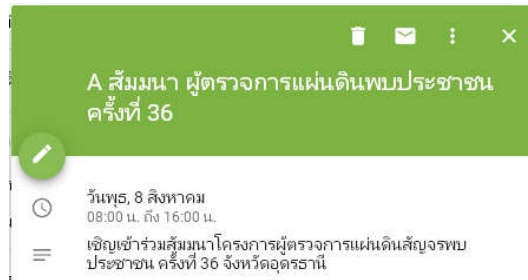 A สัมมนา ผู้ตรวจการแผ่นดินพบประชาชน
ครั้งที่ 36
วันพุธ, 8 สิงหาคม
08:00 น. ถึง 16:00 น.
เชิญเข้าร่วมสัมมนาโครงการผู้ตรวจการแผ่นดินสัญจรพบ
ประชาชน ครั้งที่ 36 จังหวัดอุดรธานี